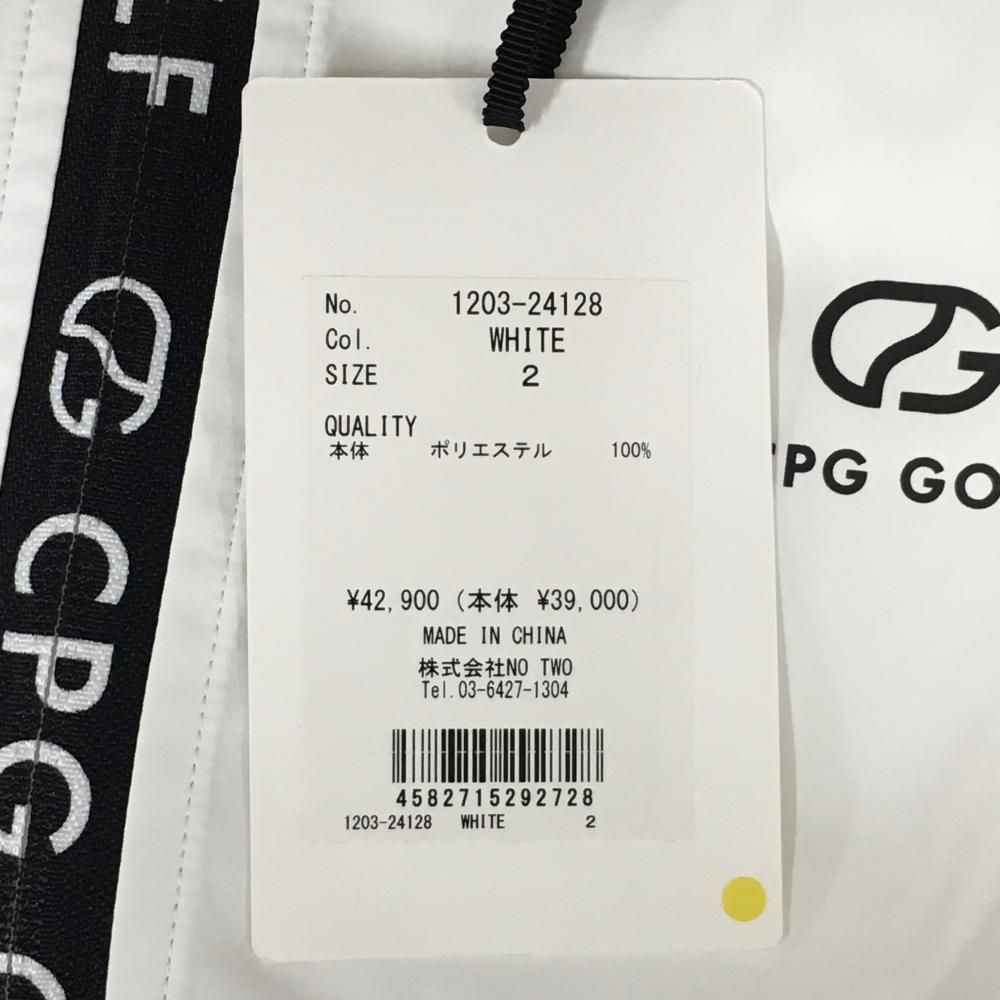 LF
CPG G
No. 1203-24128
Col. WHITE
SIZE 2
QUALITY
本体 ポリエステル 100%
¥42,900 (本体 ¥39,000)
MADE IN CHINA
株式会社NO TWO
Tel.03-6427-1304
4582715292728
1203-24128 WHITE 2
PG GO